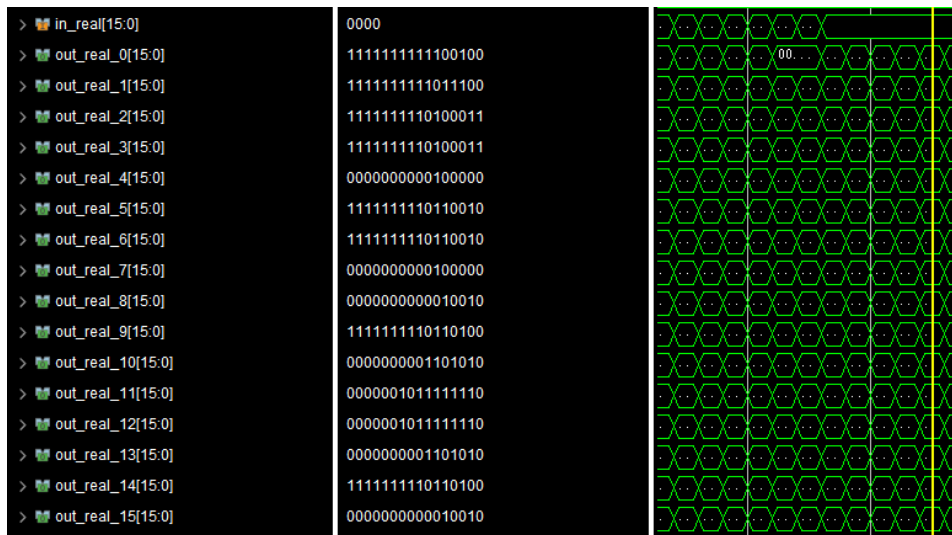 in_real[15:0] 0000
out_real_0[15:0] 1111111111100100 00...
out_real_1[15:0] 1111111111011100
out_real_2[15:0] 1111111110100011
out_real_3[15:0] 1111111110100011
out_real_4[15:0] 0000000000100000
out_real_5[15:0] 1111111110110010
out_real_6[15:0] 1111111110110010
out_real_7[15:0] 0000000000100000
out_real_8[15:0] 0000000000010010
out_real_9[15:0] 1111111110110100
out_real_10[15:0] 0000000001101010
out_real_11[15:0] 0000001011111110
out_real_12[15:0] 0000001011111110
out_real_13[15:0] 0000000001101010
out_real_14[15:0] 1111111110110100
out_real_15[15:0] 0000000000010010